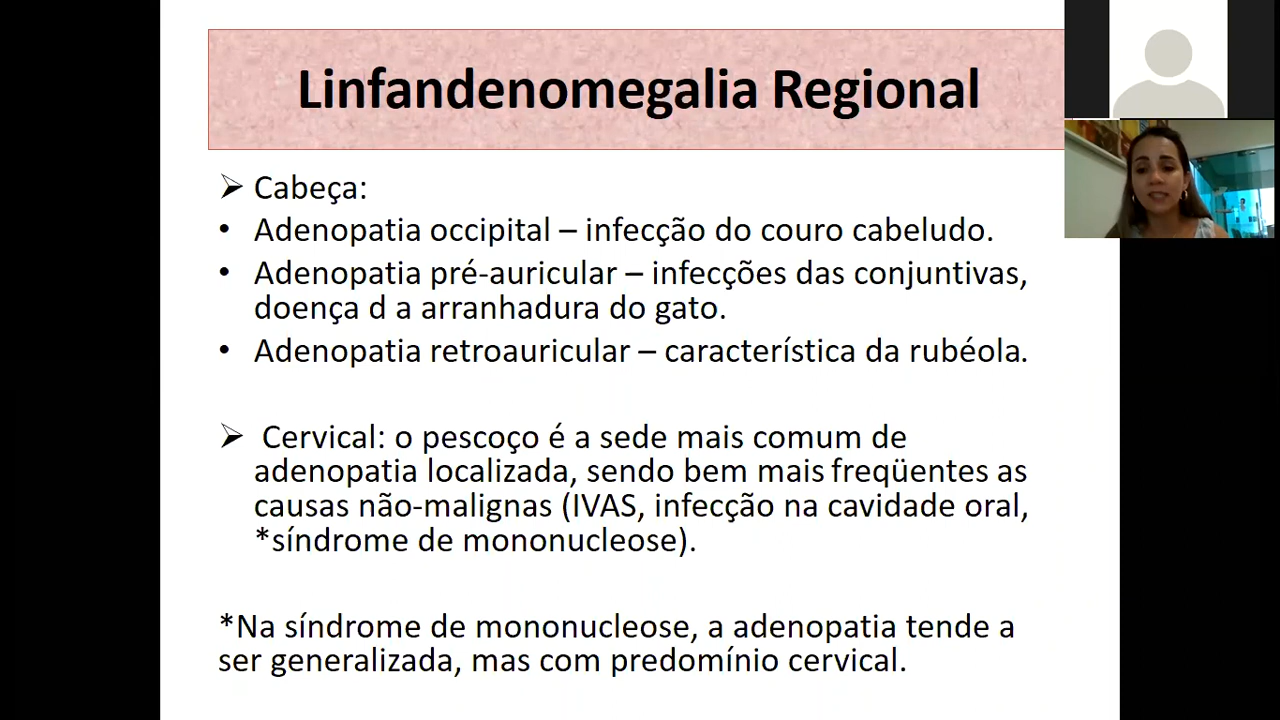 Linfandenomegalia Regional
➢ Cabeça:
• Adenopatia occipital – infecção do couro cabeludo.
• Adenopatia pré-auricular – infecções das conjuntivas,
doença d a arranhadura do gato.
• Adenopatia retroauricular – característica da rubéola.
➢ Cervical: o pescoço é a sede mais comum de
adenopatia localizada, sendo bem mais freqüentes as
causas não-malignas (IVAS, infecção na cavidade oral,
*síndrome de mononucleose).
*Na síndrome de mononucleose, a adenopatia tende a
ser generalizada, mas com predomínio cervical.